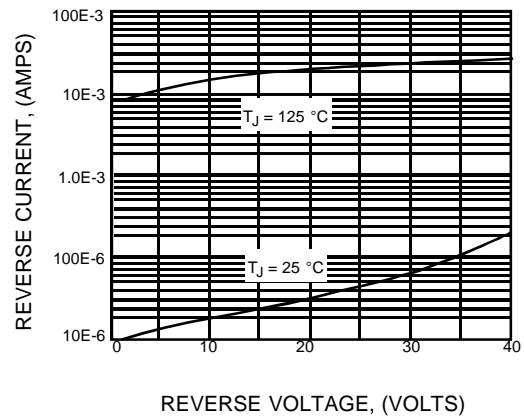 100E-3
10E-3
1.0E-3
100E-6
10E-6
REVERSE CURRENT, (AMPS)
TJ = 125 °C
TJ = 25 °C
0 10 20 30 40
REVERSE VOLTAGE, (VOLTS)